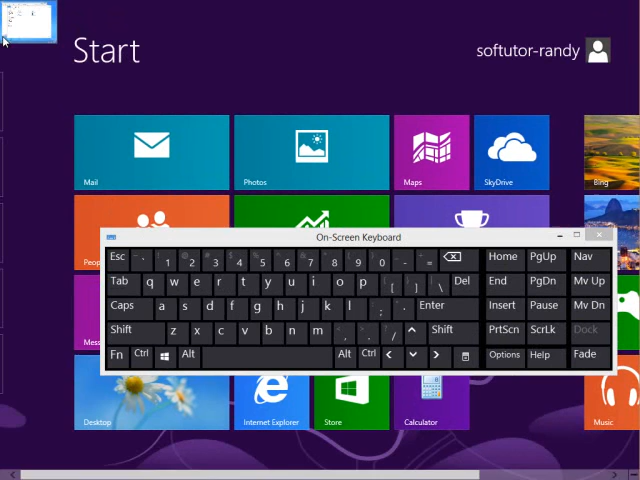 Start
softutor-randy
Mail
Photos
Maps
SkyDrive
Bing
On-Screen Keyboard
Esc ~ ` ! 1 @ 2 # 3 $ 4 % 5 ^ 6 & 7 * 8 ( 9 ) 0 _ - + = Home PgUp Nav
Tab q w e r t y u i o p { [ } ] | \ Del End PgDn Mv Up
Caps a s d f g h j k l : ; " ' Enter Insert Pause Mv Dn
Shift z x c v b n m < , > . ? / Shift PrtScn ScrLk Dock
Fn Ctrl Alt Alt Ctrl Options Help Fade
Desktop
Internet Explorer
Store
Calculator
Music